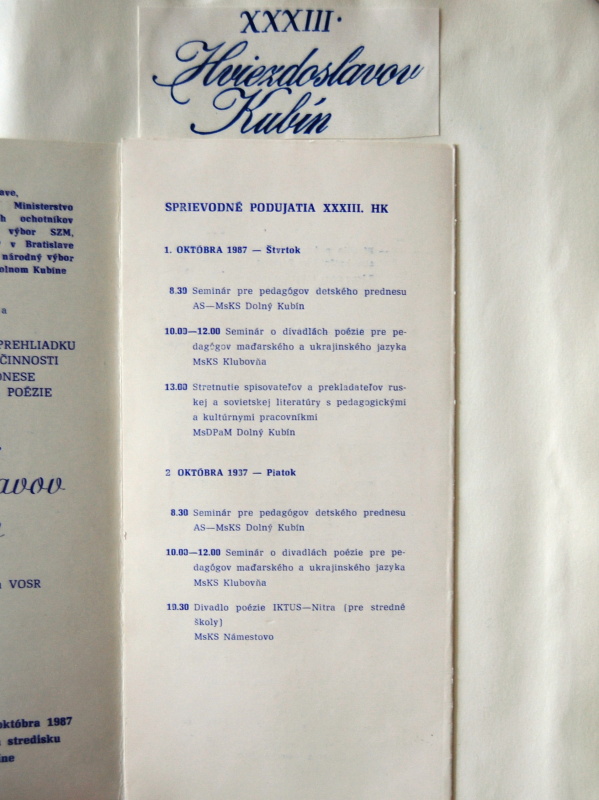 XXXIII.
Hviezdoslavov
Kubín
ave,
Ministerstvo
h ochotníkov
výbor SZM,
v Bratislave
národný výbor
olnom Kubíne
a
PREHLIADKU
ČINNOSTI
DNESE
POÉZIE
avov
VOSR
októbra 1987
stredisku
ine
SPRIEVODNÉ PODUJATIA XXXIII. HK
1. OKTÓBRA 1987 — Štvrtok
8.30 Seminár pre pedagógov detského prednesu
AS—MsKS Dolný Kubín
10.00—12.00 Seminár o divadlách poézie pre pe-
dagógov maďarského a ukrajinského jazyka
MsKS Klubovňa
13.00 Stretnutie spisovateľov a prekladateľov rus-
kej a sovietskej literatúry s pedagogickými
a kultúrnymi pracovníkmi
MsDPaM Dolný Kubín
2 OKTÓBRA 1937 — Piatok
8.30 Seminár pre pedagógov detského prednesu
AS—MsKS Dolný Kubín
10.00—12.00 Seminár o divadlách poézie pre pe-
dagógov maďarského a ukrajinského jazyka
MsKS Klubovňa
19.30 Divadlo poézie IKTUS—Nitra (pre stredné
školy)
MsKS Námestovo